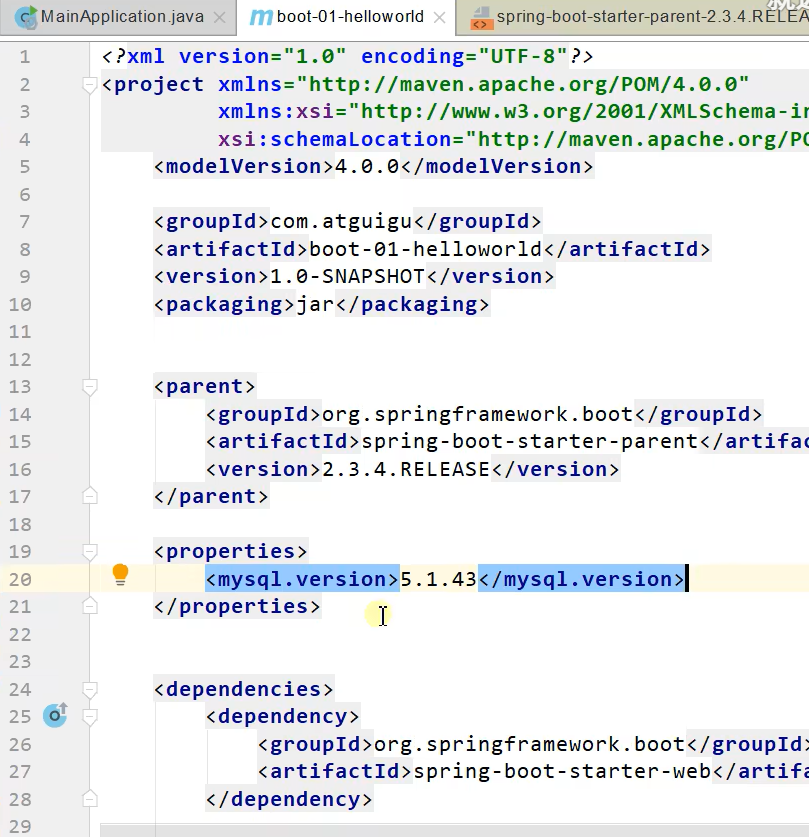 MainApplication.java boot-01-helloworld spring-boot-starter-parent-2.3.4.RELEA
1 <?xml version="1.0" encoding="UTF-8"?>
2 <project xmlns="http://maven.apache.org/POM/4.0.0"
3 xmlns:xsi="http://www.w3.org/2001/XMLSchema-in
4 xsi:schemaLocation="http://maven.apache.org/PO
5 <modelVersion>4.0.0</modelVersion>
6
7 <groupId>com.atguigu</groupId>
8 <artifactId>boot-01-helloworld</artifactId>
9 <version>1.0-SNAPSHOT</version>
10 <packaging>jar</packaging>
11
12
13 <parent>
14 <groupId>org.springframework.boot</groupId>
15 <artifactId>spring-boot-starter-parent</artifac
16 <version>2.3.4.RELEASE</version>
17 </parent>
18
19 <properties>
20 <mysql.version>5.1.43</mysql.version>
21 </properties>
22
23
24 <dependencies>
25 <dependency>
26 <groupId>org.springframework.boot</groupId>
27 <artifactId>spring-boot-starter-web</artifa
28 </dependency>
29